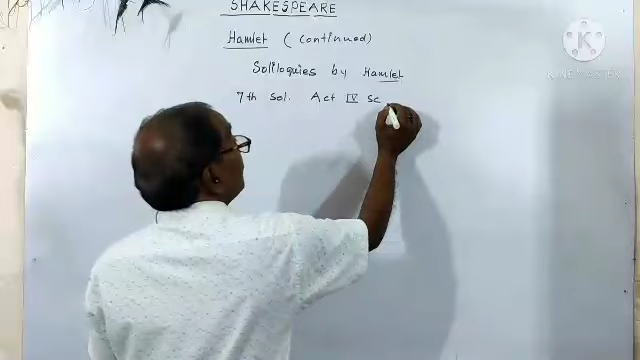 SHAKESPEARE
Hamlet (Continued)
Soliloquies by Hamlet
7th Sol. Act IV Sc
KINEMASTER